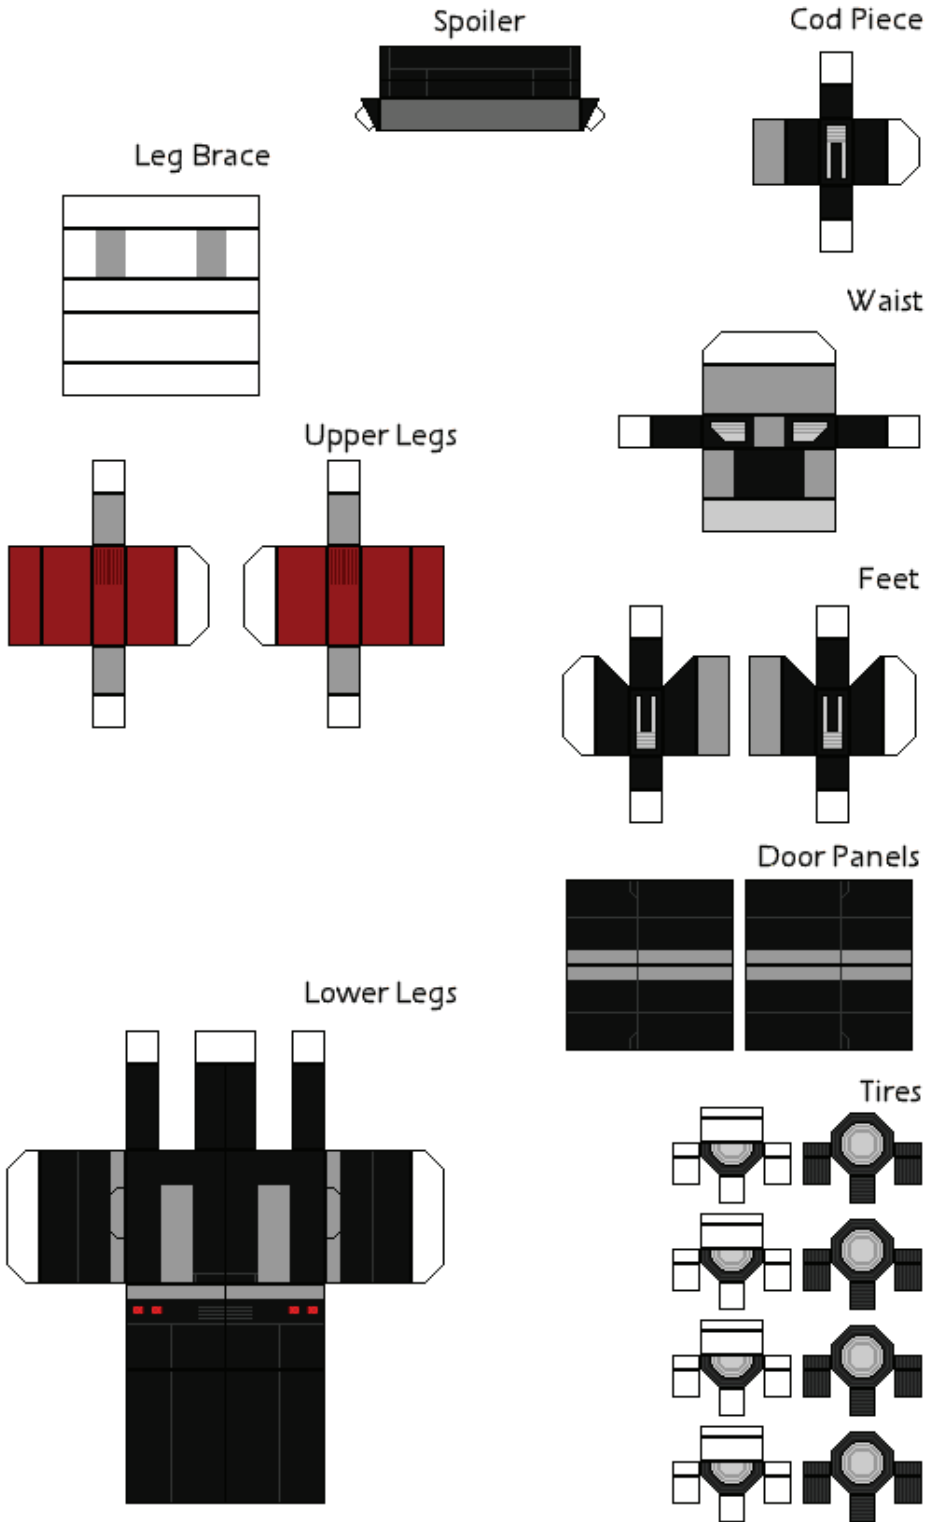 Spoiler
Cod Piece
Leg Brace
Waist
Upper Legs
Feet
Door Panels
Lower Legs
Tires